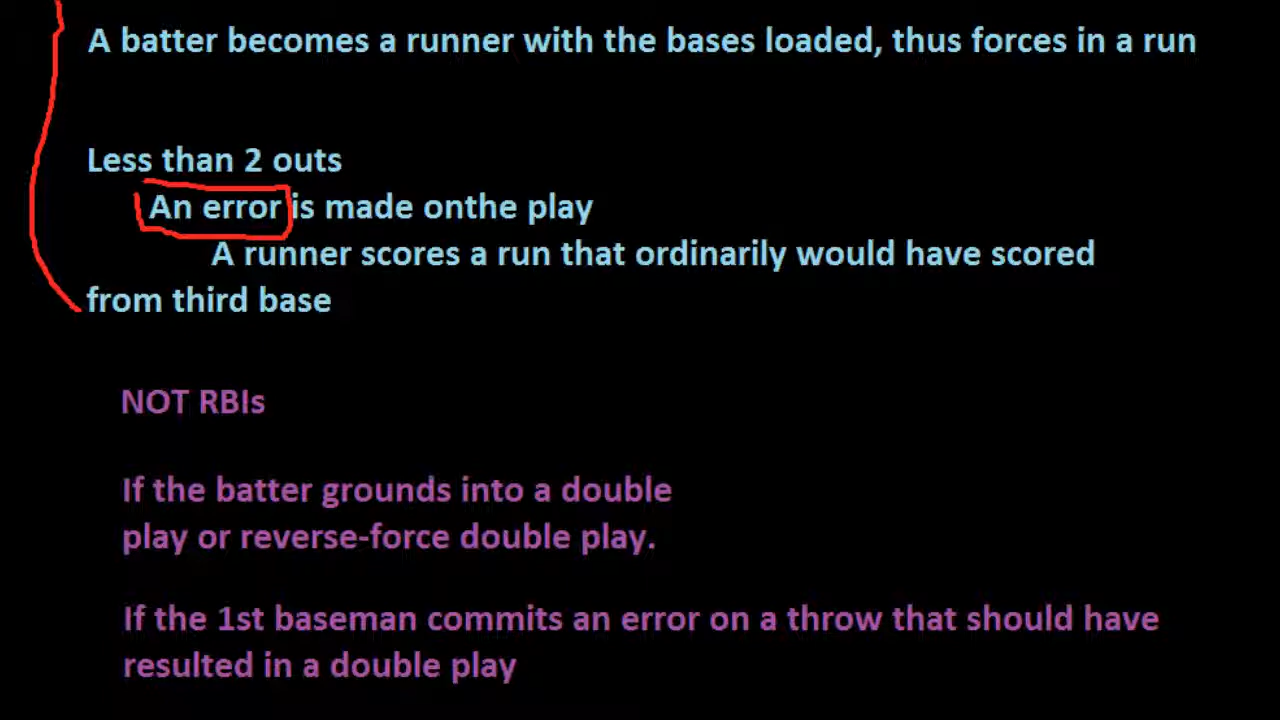 A batter becomes a runner with the bases loaded, thus forces in a run
Less than 2 outs
An error is made onthe play
A runner scores a run that ordinarily would have scored
from third base
NOT RBIs
If the batter grounds into a double
play or reverse-force double play.
If the 1st baseman commits an error on a throw that should have
resulted in a double play